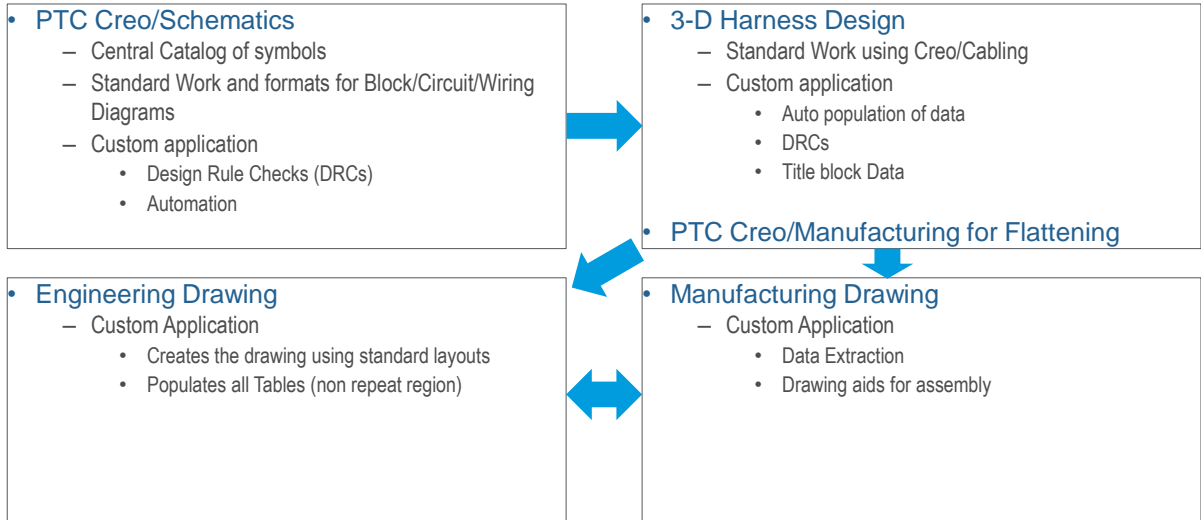 • PTC Creo/Schematics
– Central Catalog of symbols
– Standard Work and formats for Block/Circuit/Wiring
Diagrams
– Custom application
• Design Rule Checks (DRCs)
• Automation
• 3-D Harness Design
– Standard Work using Creo/Cabling
– Custom application
• Auto population of data
• DRCs
• Title block Data
• PTC Creo/Manufacturing for Flattening
• Engineering Drawing
– Custom Application
• Creates the drawing using standard layouts
• Populates all Tables (non repeat region)
• Manufacturing Drawing
– Custom Application
• Data Extraction
• Drawing aids for assembly